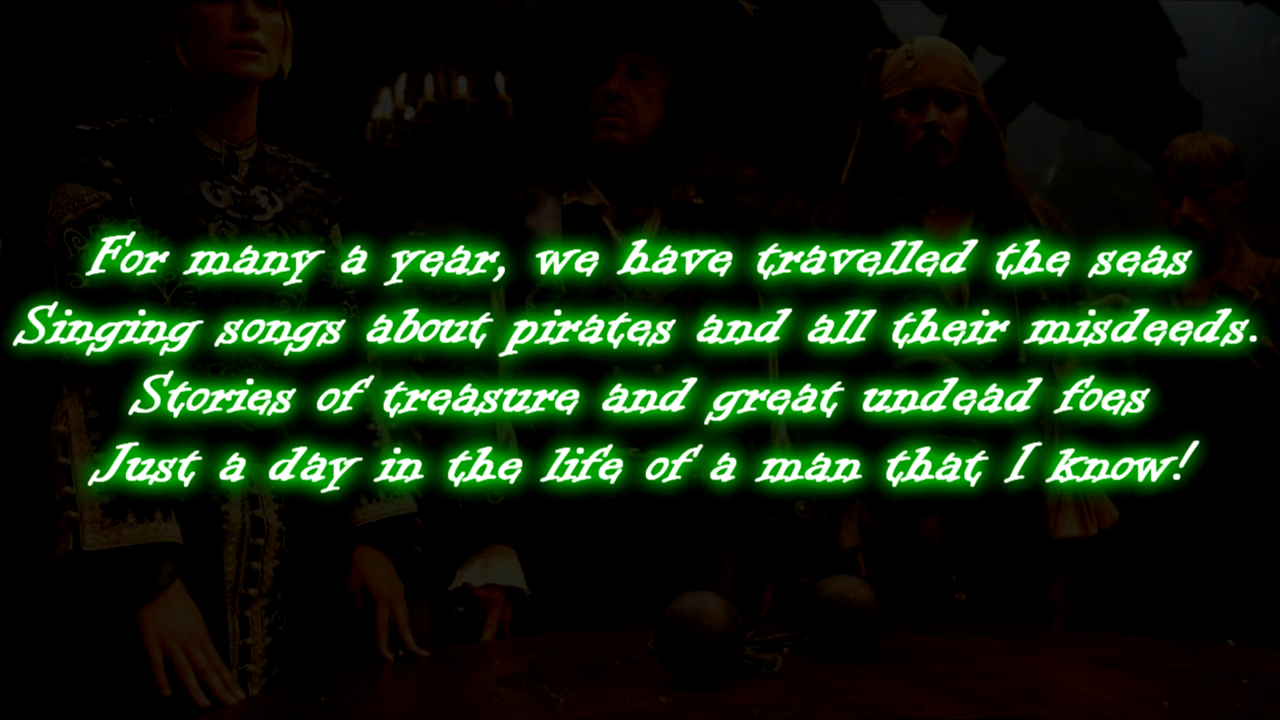 For many a year, we have travelled the seas
Singing songs about pirates and all their misdeeds.
Stories of treasure and great undead foes
Just a day in the life of a man that I know!